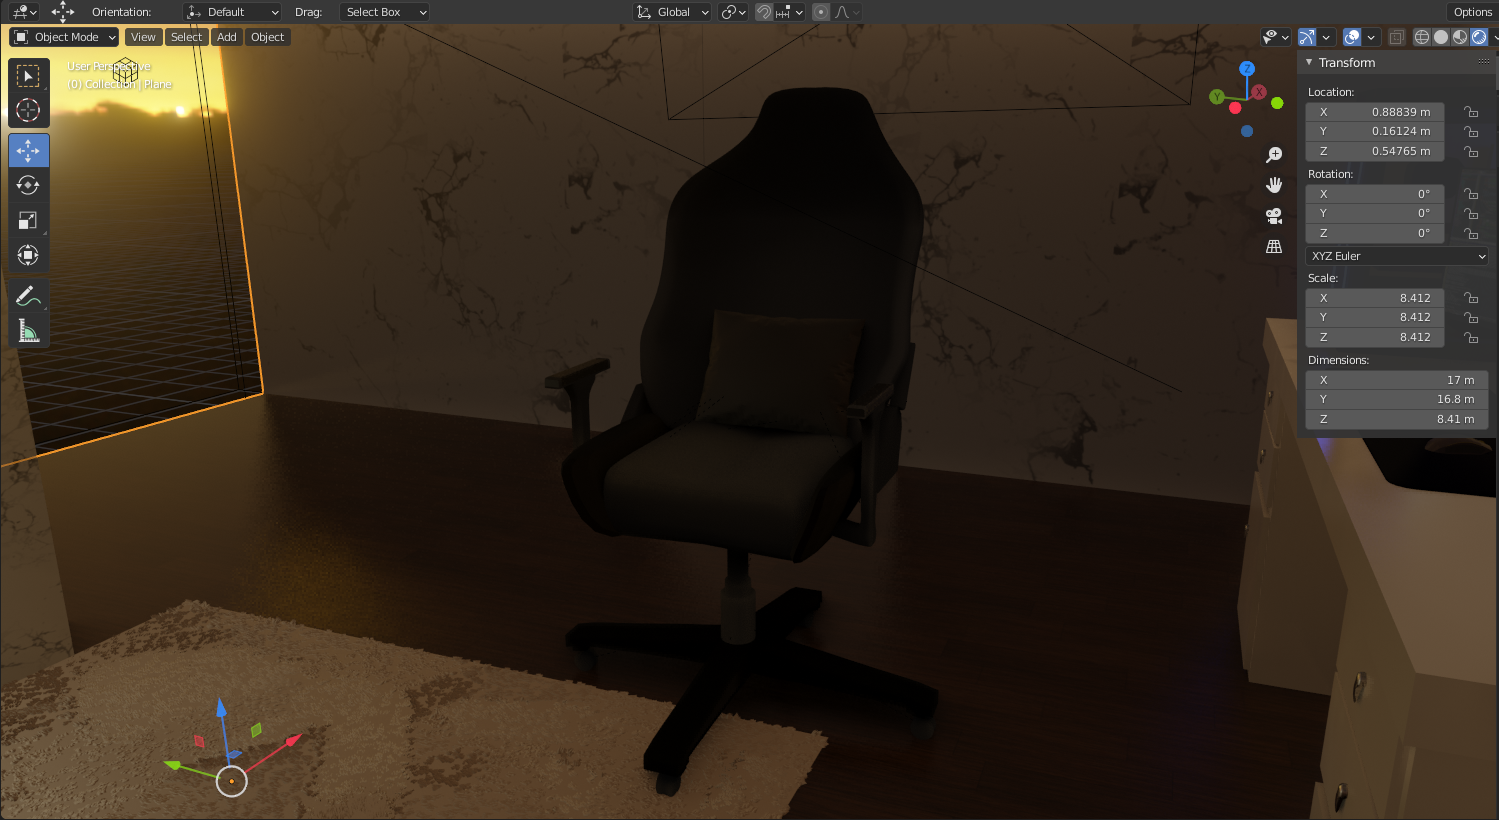 Orientation: Default Drag: Select Box Global Options
Object Mode View Select Add Object
User Perspective
(0) Collection | Plane
Z
Y X
Transform
Location:
X 0.88839 m
Y 0.16124 m
Z 0.54765 m
Rotation:
X 0°
Y 0°
Z 0°
XYZ Euler
Scale:
X 8.412
Y 8.412
Z 8.412
Dimensions:
X 17 m
Y 16.8 m
Z 8.41 m